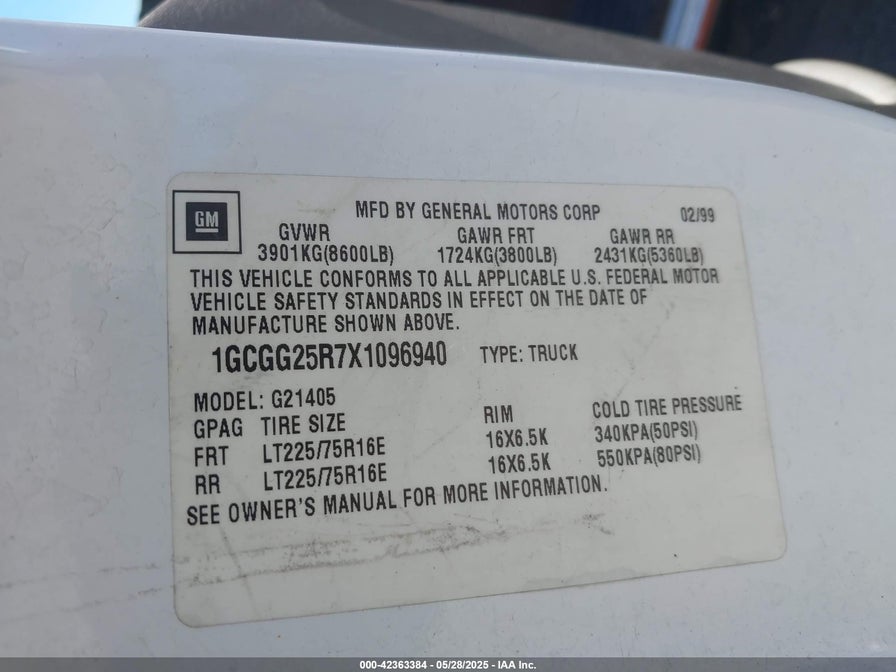 GM
MFD BY GENERAL MOTORS CORP 02/99
GVWR GAWR FRT GAWR RR
3901KG(8600LB) 1724KG(3800LB) 2431KG(5360LB)
THIS VEHICLE CONFORMS TO ALL APPLICABLE U.S. FEDERAL MOTOR
VEHICLE SAFETY STANDARDS IN EFFECT ON THE DATE OF
MANUFACTURE SHOWN ABOVE.
1GCGG25R7X1096940 TYPE: TRUCK
MODEL: G21405
GPAG TIRE SIZE RIM COLD TIRE PRESSURE
FRT LT225/75R16E 16X6.5K 340KPA(50PSI)
RR LT225/75R16E 16X6.5K 550KPA(80PSI)
SEE OWNER'S MANUAL FOR MORE INFORMATION.
000-42363384 - 05/28/2025 - IAA Inc.